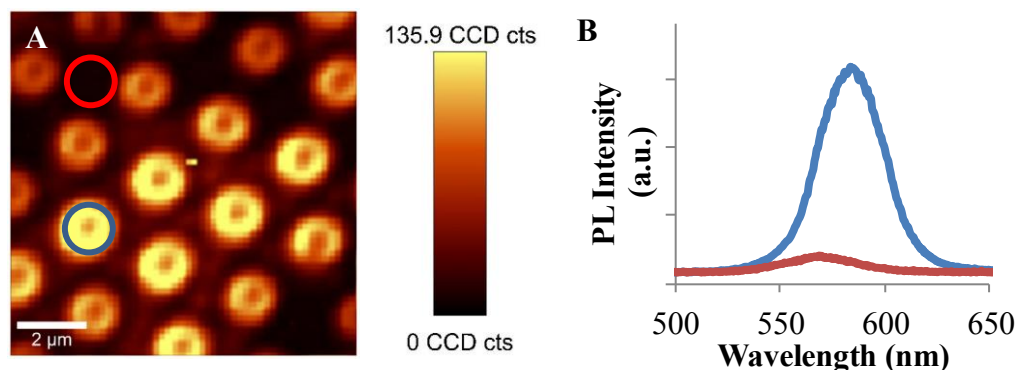 A
135.9 CCD cts
0 CCD cts
2 μm
B
PL Intensity
(a.u.)
500
550
600
650
Wavelength (nm)